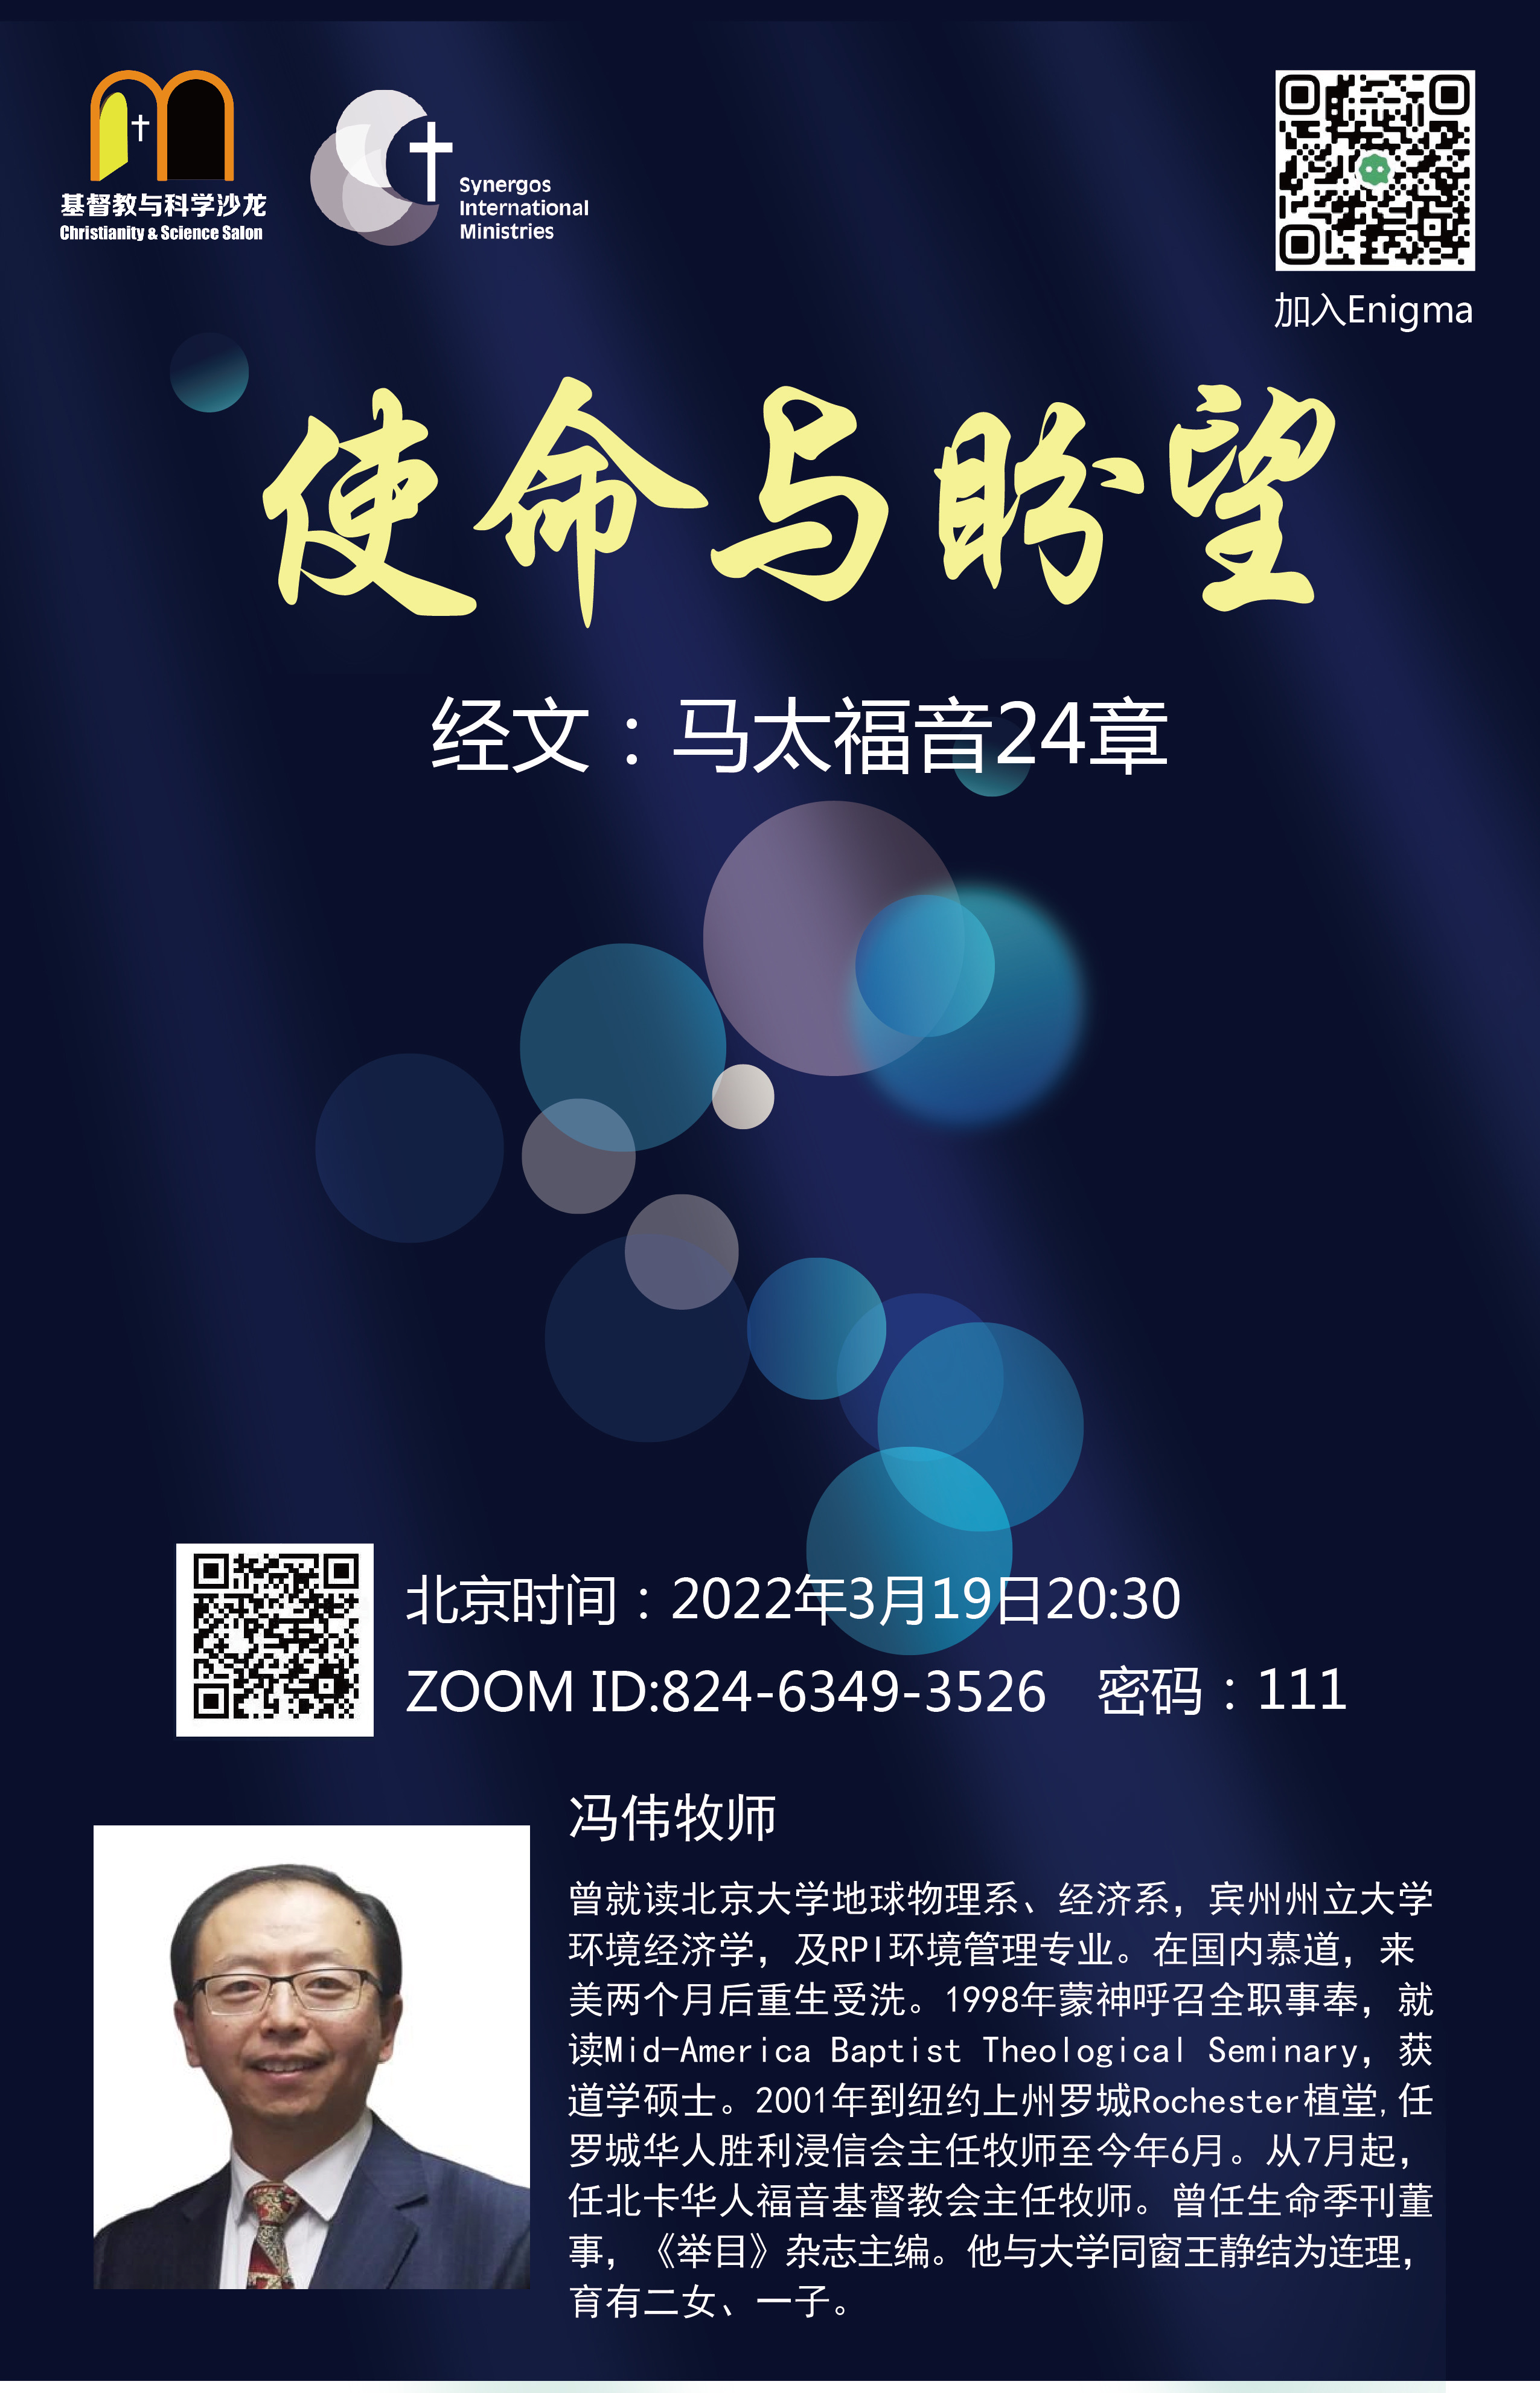 基督教与科学沙龙
Christianity & Science Salon
Synergos
International
Ministries
加入Enigma
使命与盼望
经文：马太福音24章
北京时间：2022年3月19日20:30
ZOOM ID:824-6349-3526 密码：111
冯伟牧师
曾就读北京大学地球物理系、经济系，宾州州立大学
环境经济学，及RPI环境管理专业。在国内慕道，来
美两个月后重生受洗。1998年蒙神呼召全职事奉，就
读Mid-America Baptist Theological Seminary，获
道学硕士。2001年到纽约上州罗城Rochester植堂,任
罗城华人胜利浸信会主任牧师至今年6月。从7月起，
任北卡华人福音基督教会主任牧师。曾任生命季刊董
事，《举目》杂志主编。他与大学同窗王静结为连理，
育有二女、一子。